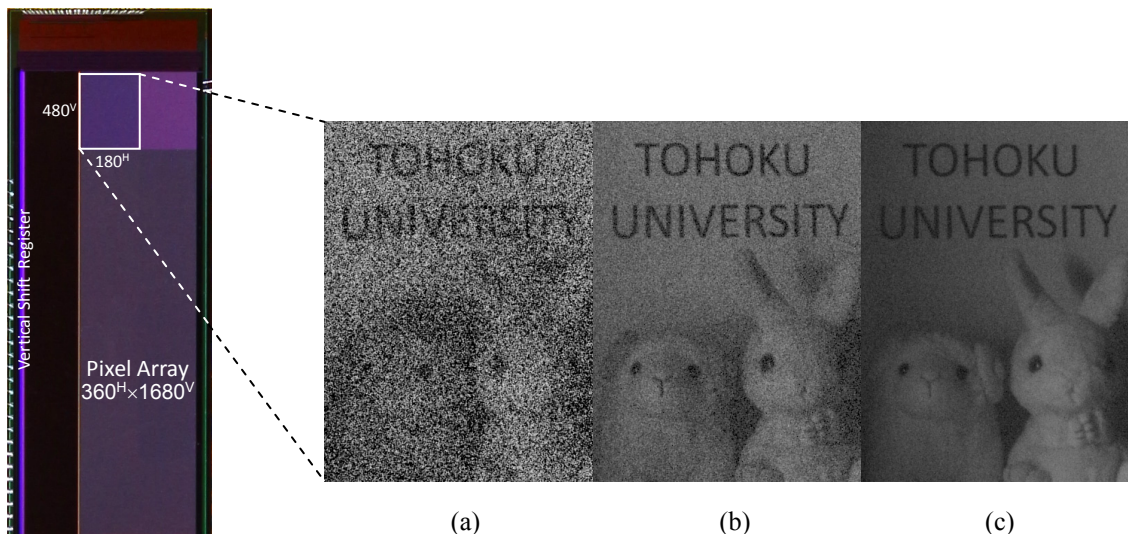 480ⱽ
180ᴴ
Vertical Shift Register
Pixel Array
360ᴴ×1680ⱽ
TOHOKU
UNIVERSITY
TOHOKU
UNIVERSITY
TOHOKU
UNIVERSITY
(a)
(b)
(c)